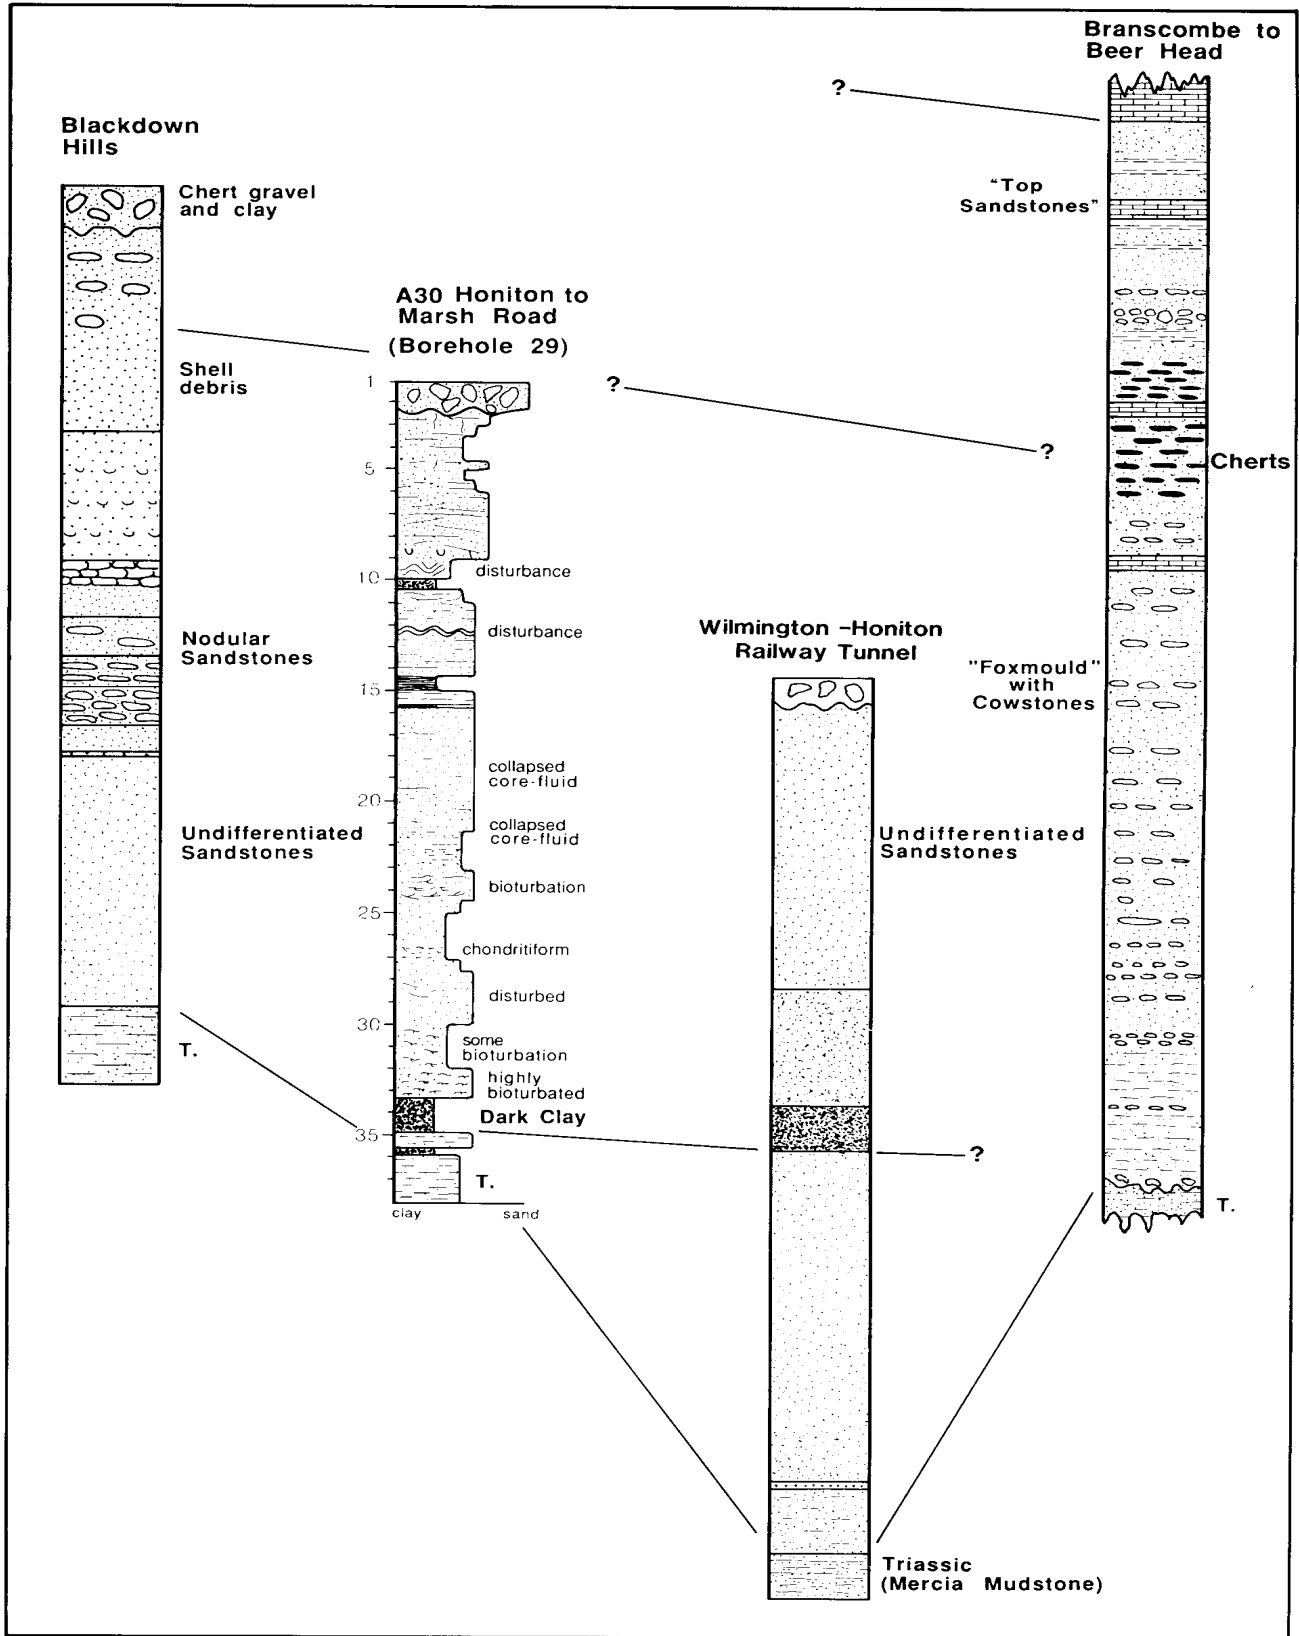 Branscombe to
Beer Head
?
Blackdown
Hills
Chert gravel
and clay
"Top
Sandstones"
A30 Honiton to
Marsh Road
(Borehole 29)
Shell
debris
1
?
?
5
Cherts
10
disturbance
disturbance
Wilmington -Honiton
Railway Tunnel
Nodular
Sandstones
"Foxmould"
with
Cowstones
15
collapsed
core-fluid
20
collapsed
core-fluid
Undifferentiated
Sandstones
Undifferentiated
Sandstones
bioturbation
25
chondritiform
disturbed
30
some
bioturbation
T.
highly
bioturbated
Dark Clay
35
?
T.
T.
clay
sand
Triassic
(Mercia Mudstone)